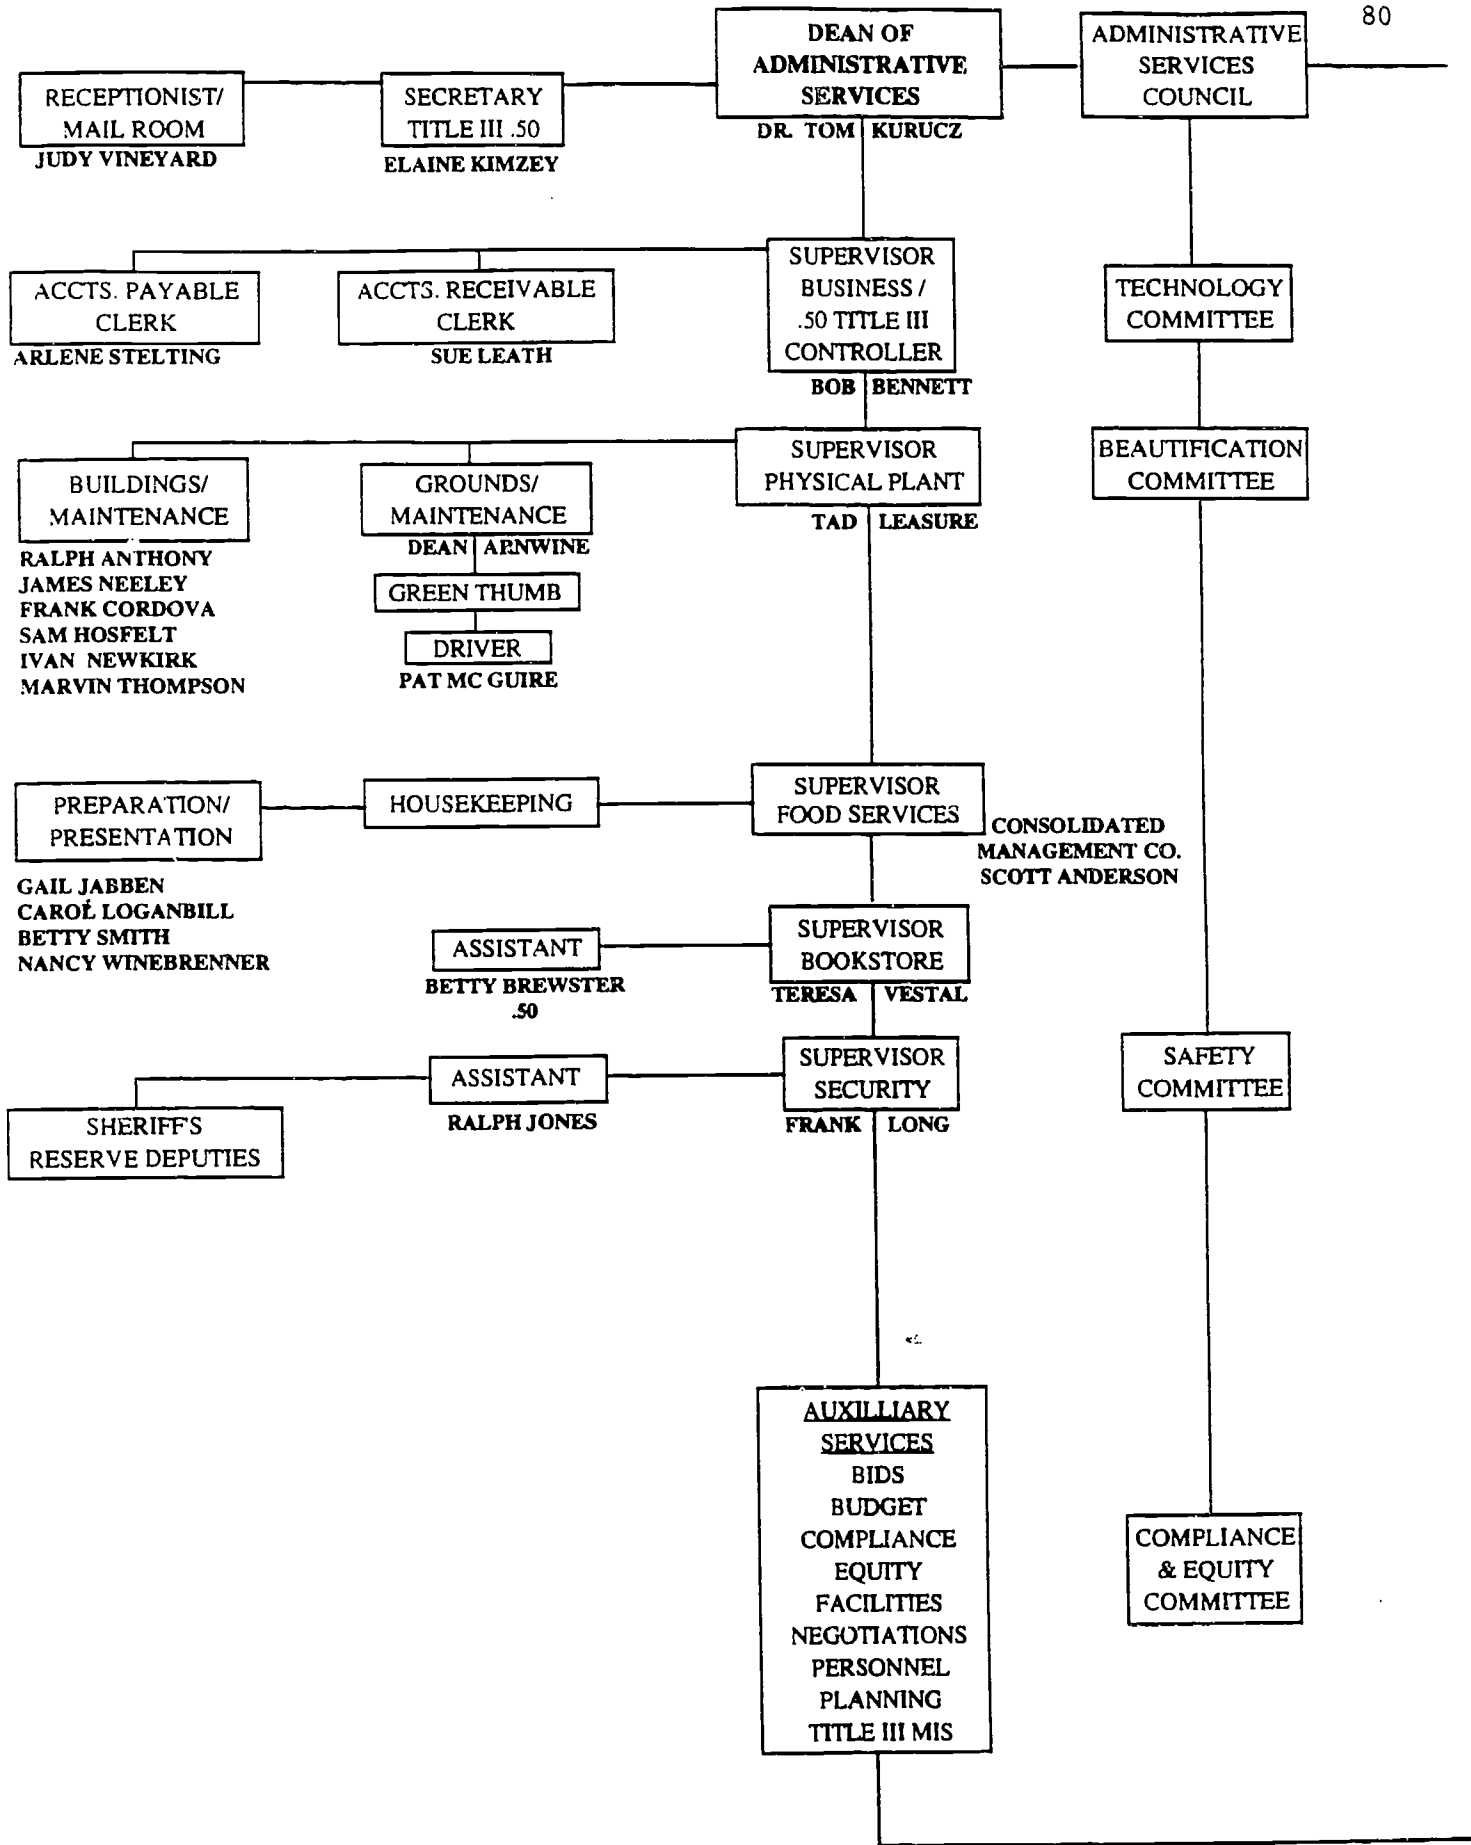 80
DEAN OF
ADMINISTRATIVE
SERVICES
DR. TOM KURUCZ
ADMINISTRATIVE
SERVICES
COUNCIL
RECEPTIONIST/
MAIL ROOM
JUDY VINEYARD
SECRETARY
TITLE III .50
ELAINE KIMZEY
SUPERVISOR
BUSINESS /
.50 TITLE III
CONTROLLER
BOB BENNETT
ACCTS. PAYABLE
CLERK
ARLENE STELTING
ACCTS. RECEIVABLE
CLERK
SUE LEATH
TECHNOLOGY
COMMITTEE
SUPERVISOR
PHYSICAL PLANT
TAD LEASURE
BEAUTIFICATION
COMMITTEE
BUILDINGS/
MAINTENANCE
RALPH ANTHONY
JAMES NEELEY
FRANK CORDOVA
SAM HOSFELT
IVAN NEWKIRK
MARVIN THOMPSON
GROUNDS/
MAINTENANCE
DEAN ARNWINE
GREEN THUMB
DRIVER
PAT MC GUIRE
PREPARATION/
PRESENTATION
GAIL JABBEN
CAROL LOGANBILL
BETTY SMITH
NANCY WINEBRENNER
HOUSEKEEPING
SUPERVISOR
FOOD SERVICES
CONSOLIDATED
MANAGEMENT CO.
SCOTT ANDERSON
ASSISTANT
BETTY BREWSTER
.50
SUPERVISOR
BOOKSTORE
TERESA VESTAL
SHERIFF'S
RESERVE DEPUTIES
ASSISTANT
RALPH JONES
SUPERVISOR
SECURITY
FRANK LONG
SAFETY
COMMITTEE
AUXILLIARY
SERVICES
BIDS
BUDGET
COMPLIANCE
EQUITY
FACILITIES
NEGOTIATIONS
PERSONNEL
PLANNING
TITLE III MIS
COMPLIANCE
& EQUITY
COMMITTEE